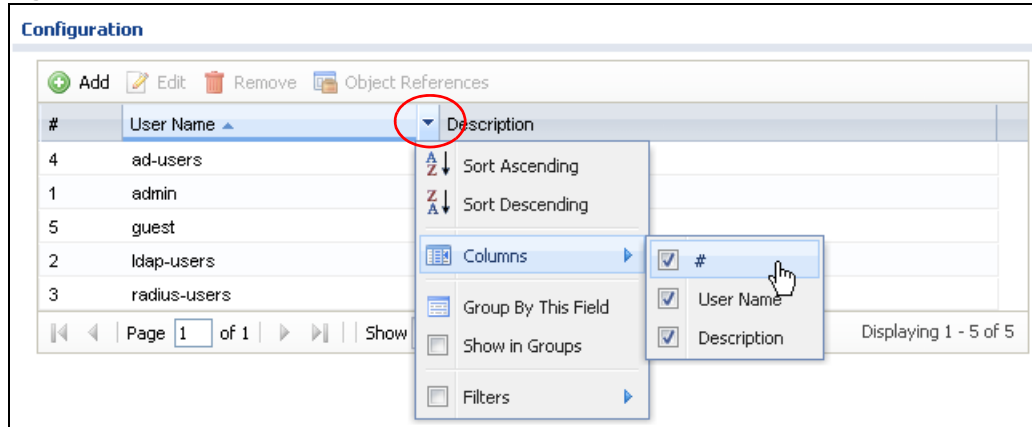 Configuration
Add Edit Remove Object References
# User Name Description
4 ad-users
1 admin
5 guest
2 ldap-users
3 radius-users
Page 1 of 1 Show
Displaying 1 - 5 of 5
A Z Sort Ascending
Z A Sort Descending
Columns
Group By This Field
Show in Groups
Filters
#
User Name
Description